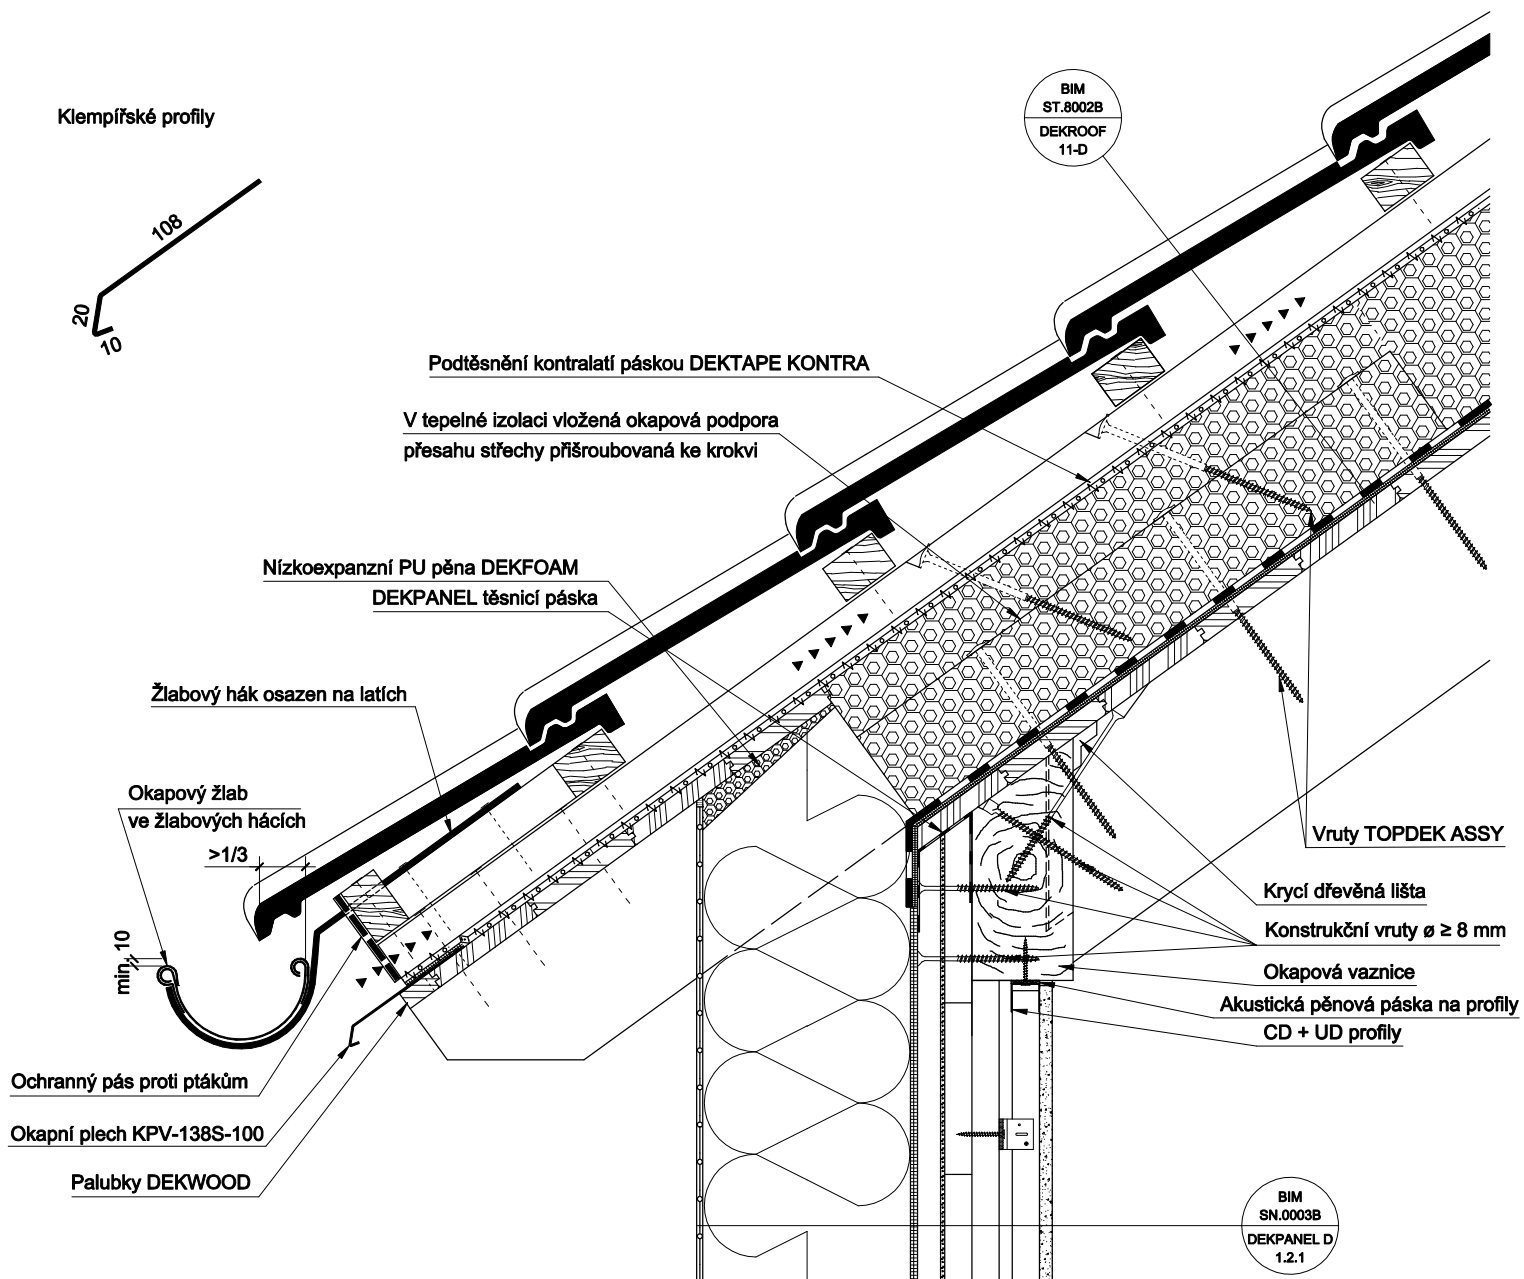 Klempířské profily
108
20
10
BIM
ST.8002B
DEKROOF
11-D
Podtěsnění kontralatí páskou DEKTAPE KONTRA
V tepelné izolaci vložená okapová podpora
přesahu střechy přišroubovaná ke krokvi
Nízkoexpanzní PU pěna DEKFOAM
DEKPANEL těsnicí páska
Žlabový hák osazen na latích
Okapový žlab
ve žlabových hácích
>1/3
min. 10
Vruty TOPDEK ASSY
Krycí dřevěná lišta
Konstrukční vruty ø ≥ 8 mm
Okapová vaznice
Akustická pěnová páska na profily
CD + UD profily
Ochranný pás proti ptákům
Okapní plech KPV-138S-100
Palubky DEKWOOD
BIM
SN.0003B
DEKPANEL D
1.2.1